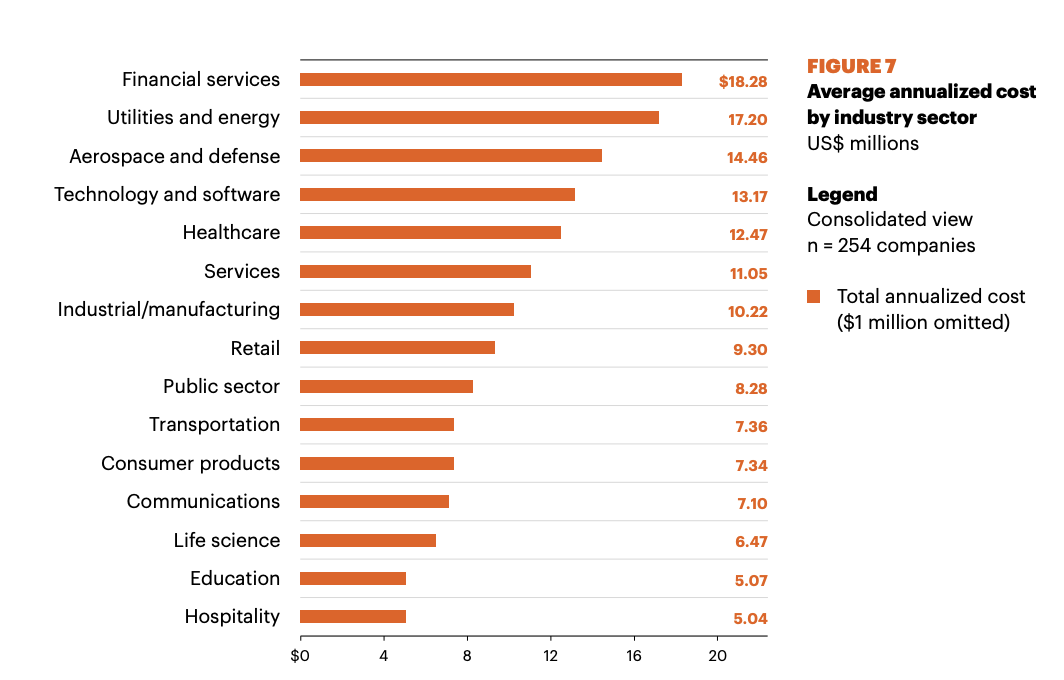 Financial services $18.28
Utilities and energy 17.20
Aerospace and defense 14.46
Technology and software 13.17
Healthcare 12.47
Services 11.05
Industrial/manufacturing 10.22
Retail 9.30
Public sector 8.28
Transportation 7.36
Consumer products 7.34
Communications 7.10
Life science 6.47
Education 5.07
Hospitality 5.04
$0 4 8 12 16 20
FIGURE 7
Average annualized cost
by industry sector
US$ millions
Legend
Consolidated view
n = 254 companies
Total annualized cost
($1 million omitted)